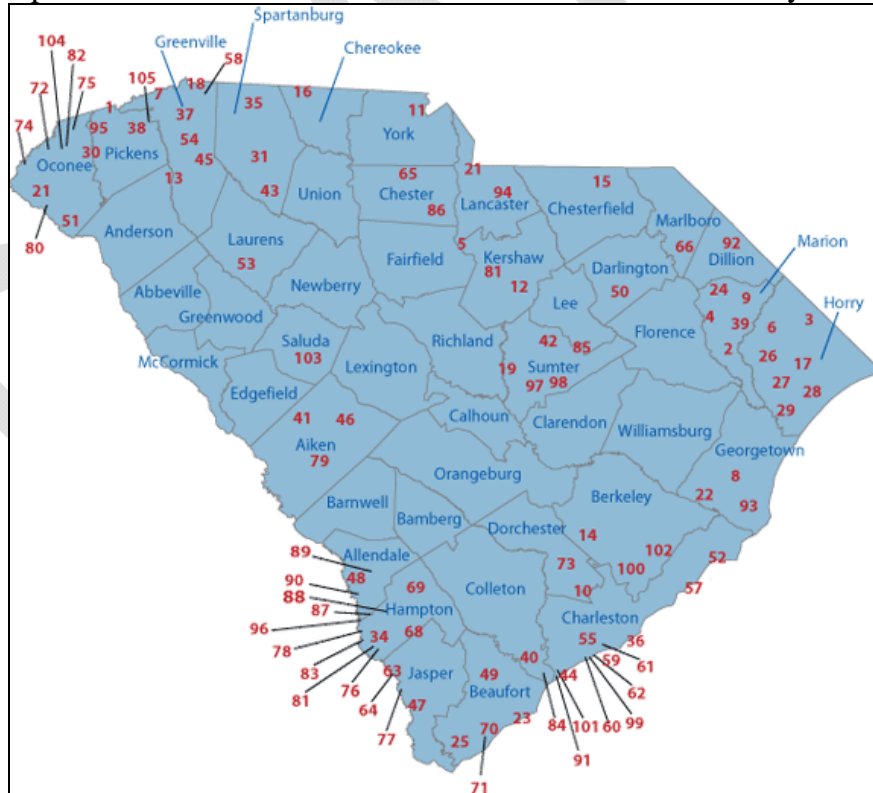 Spartanburg
104 Greenville
82 58 Chereokee
72 75 105 18 16
7 35
74 1 37 11
95 38 54 York
Oconee 30 Pickens 45 31 65 21
21 13 43 Union Chester 94 15
51 86 Lancaster Chesterfield
80 Anderson Laurens 5 Marlboro
53 Fairfield Kershaw 66 92 Marion
81 Darlington Dillion
Abbeville Newberry 12 50 24 9 Horry
Greenwood Lee 4 39 6 3
Saluda Richland 42 85 Florence 2 26 17
McCormick 103 Lexington 19 Sumter 27 28
Edgefield 97 98 29
41 46 Calhoun Clarendon Williamsburg
Aiken Georgetown
79 Orangeburg 8
Barnwell Berkeley 22 93
Bamberg Dorchester 14
89 Allendale 102 52
90 48 69 Colleton 73 100 57
88 10
87 Hampton Charleston
96 34 68 55 36
78 40 59 61
83 63 Jasper 49 44 62
81 76 Beaufort
64 47 23 84 101 60 99
77 25 70 91
71